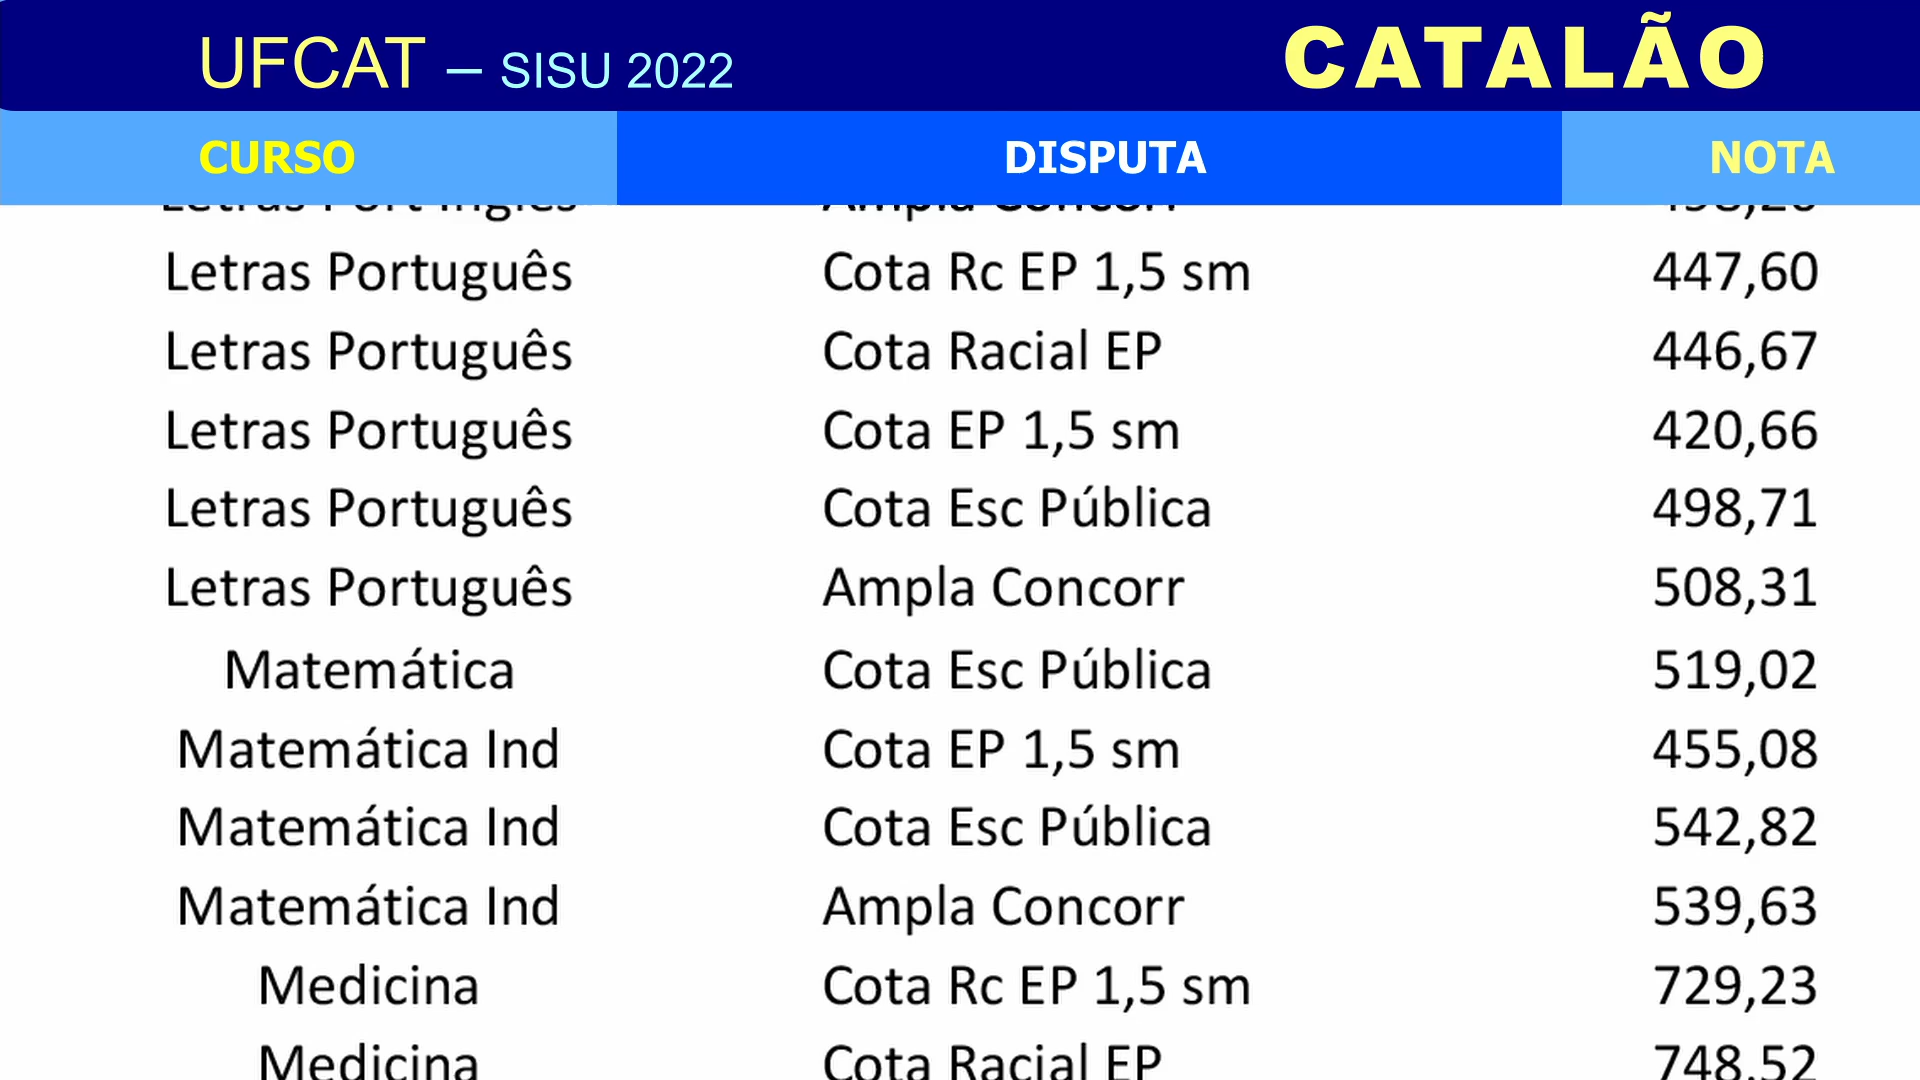 UFCAT – SISU 2022 CATALÃO
CURSO DISPUTA NOTA
Ampla Concorr
Letras Português Cota Rc EP 1,5 sm 447,60
Letras Português Cota Racial EP 446,67
Letras Português Cota EP 1,5 sm 420,66
Letras Português Cota Esc Pública 498,71
Letras Português Ampla Concorr 508,31
Matemática Cota Esc Pública 519,02
Matemática Ind Cota EP 1,5 sm 455,08
Matemática Ind Cota Esc Pública 542,82
Matemática Ind Ampla Concorr 539,63
Medicina Cota Rc EP 1,5 sm 729,23
Medicina Cota Racial EP 748,52